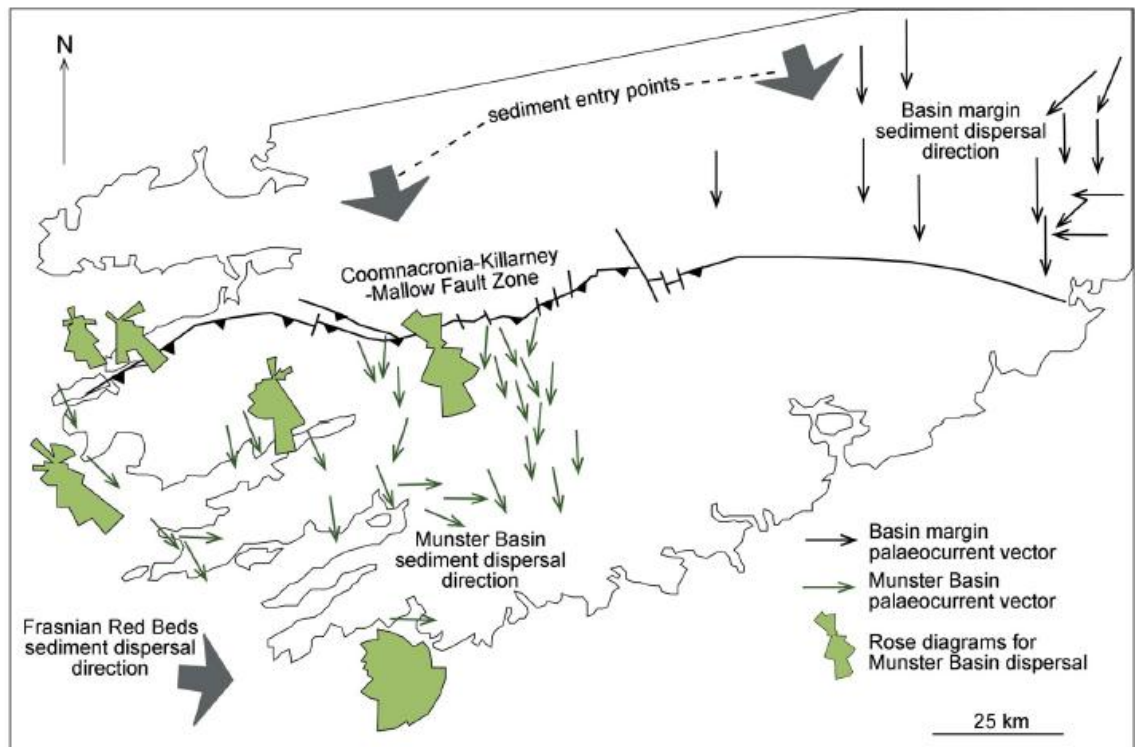 N
sediment entry points
Basin margin
sediment dispersal
direction
Coomnacronia-Killarney
-Mallow Fault Zone
Munster Basin
sediment dispersal
direction
Frasnian Red Beds
sediment dispersal
direction
Basin margin
palaeocurrent vector
Munster Basin
palaeocurrent vector
Rose diagrams for
Munster Basin dispersal
25 km